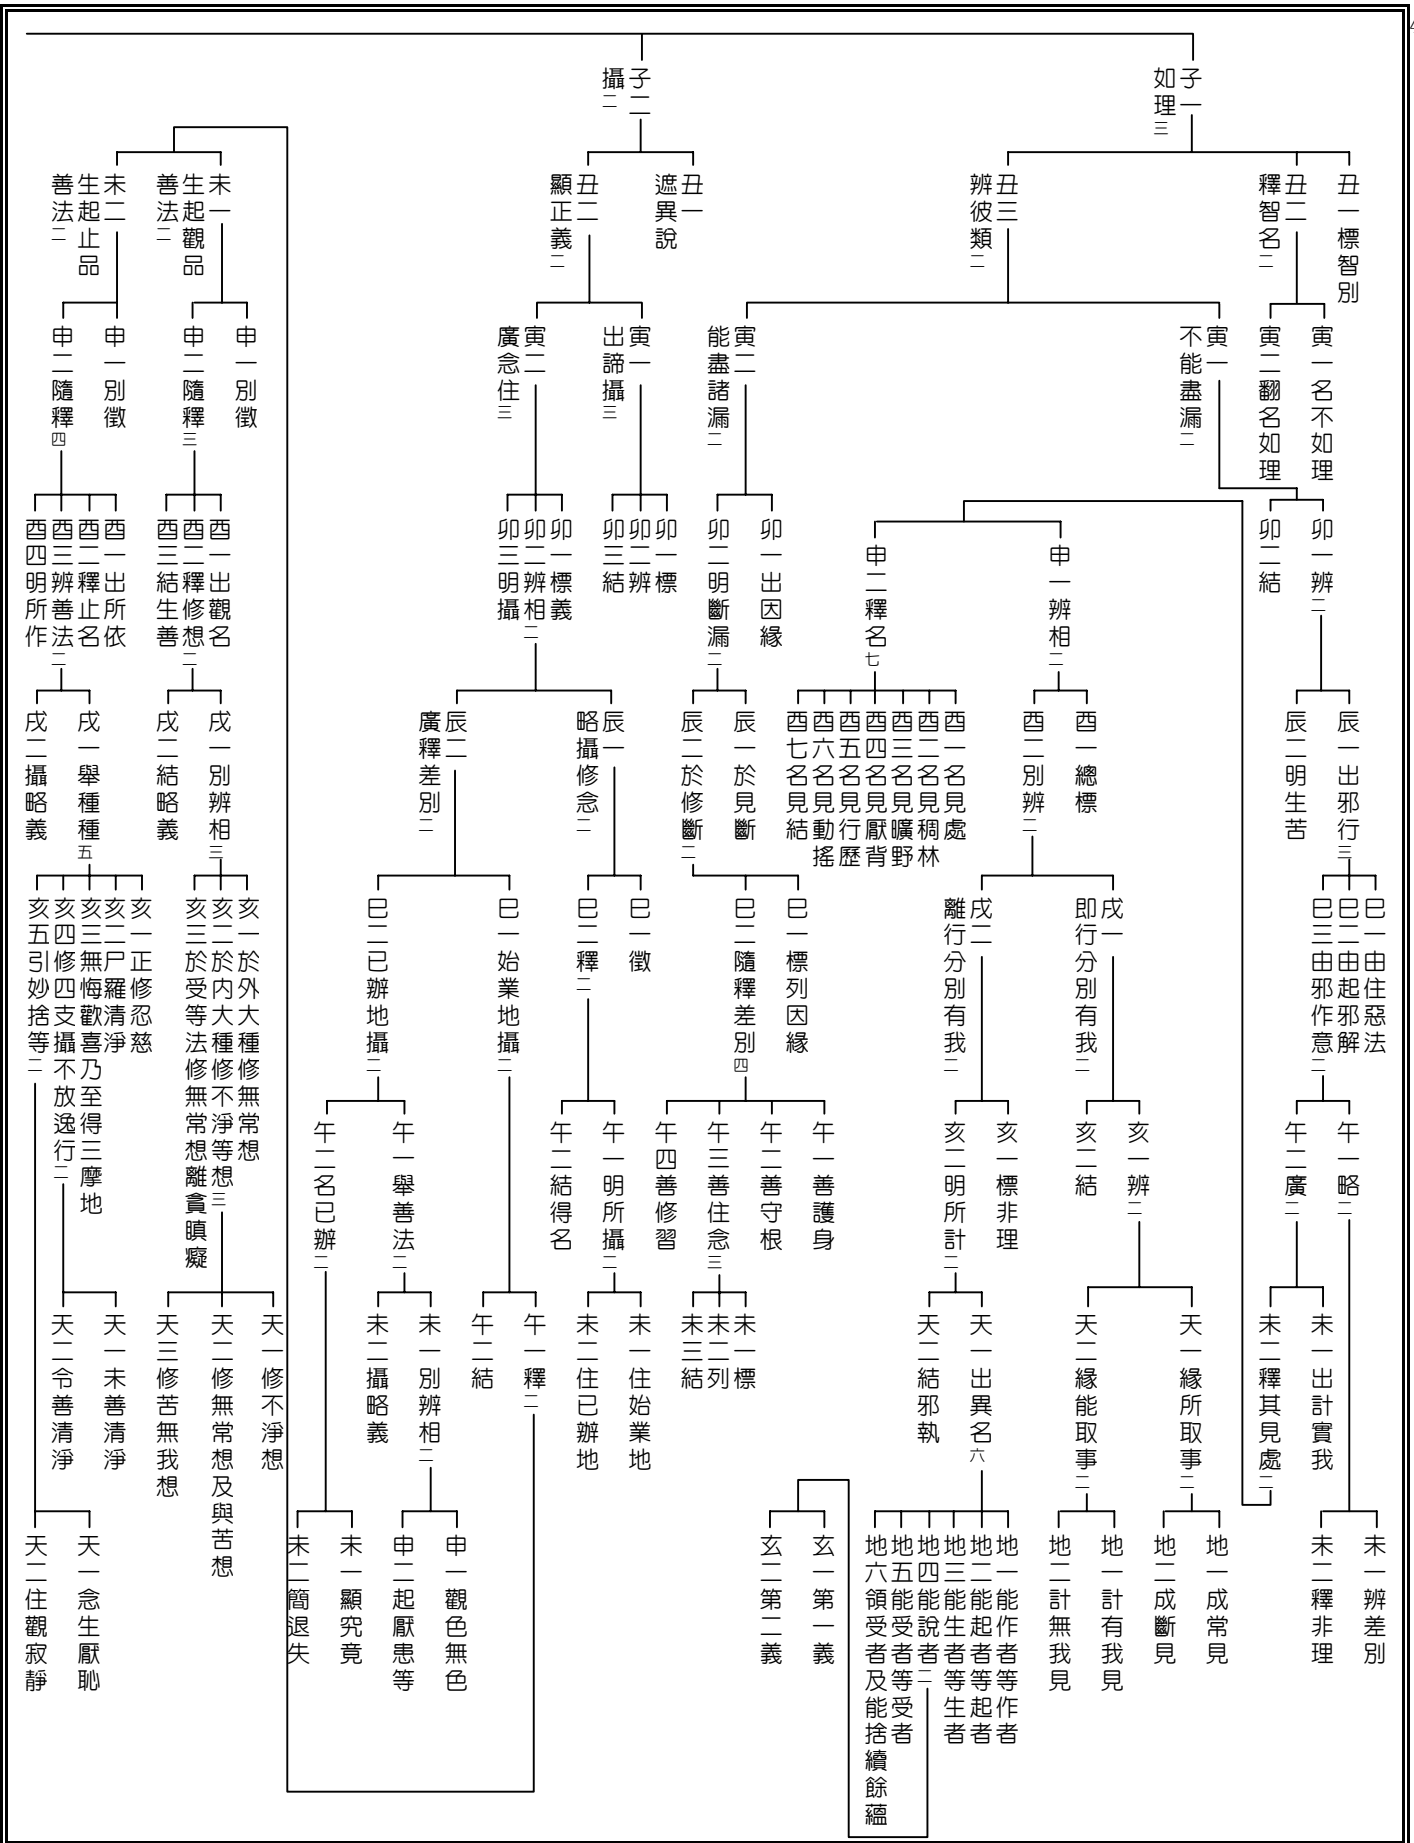 子一
如理三
子二
攝二
丑一標智別
丑二
釋智名二
丑三
辨彼類二
丑一
遮異說
丑二
顯正義二
未一
生起觀品
善法二
未二
生起止品
善法二
寅一名不如理
寅二翻名如理
寅一
不能盡漏二
寅二
能盡諸漏二
寅一
出諦攝三
寅二
廣念住三
申一別徵
申二隨釋三
申一別徵
申二隨釋四
卯一辨二
卯二結
申一辨相二
申二釋名七
卯一出因緣
卯二明斷漏二
卯一標
卯二辨
卯三結
卯一標義
卯二辨相二
卯三明攝
酉一出觀名
酉二釋修想二
酉三結生善
酉一出所依
酉二釋止名
酉三辨善法二
酉四明所作
辰一出邪行三
辰二明生苦
酉一總標
酉二別辨二
酉一名見處
酉二名見稠林
酉三名見曠野
酉四名見厭背
酉五名見行歷
酉六名見動搖
酉七名見結
辰一於見斷
辰二於修斷二
辰一
略攝修念二
辰二
廣釋差別二
戌一別辨相三
戌二結略義
戌一舉種種五
戌二攝略義
巳一由住惡法
巳二由起邪解
巳三由邪作意二
戌一
即行分別有我二
戌二
離行分別有我二
巳一標列因緣
巳二隨釋差別四
巳一徵
巳二釋二
巳一始業地攝二
巳二已辦地攝二
亥一於外大種修無常想
亥二於內大種修不淨等想三
亥三於受等法修無常想離貪瞋癡
亥一正修忍慈
亥二尸羅清淨
亥三無悔歡喜乃至得三摩地
亥四修四支攝不放逸行二
亥五引妙捨等二
午一略二
午二廣二
亥一辨二
亥二結
亥一標非理
亥二明所計二
午一善護身
午二善守根
午三善住念三
午四善修習
午一明所攝二
午二結得名
午一舉善法二
午二名已辦二
未一出計實我
未二釋其見處二
天一緣所取事二
天二緣能取事二
天一出異名六
天二結邪執
未一標
未二列
未三結
未一住始業地
未二住已辦地
午一釋二
午二結
未一別辨相二
未二攝略義
天一修不淨想
天二修無常想及與苦想
天三修苦無我想
天一未善清淨
天二令善清淨
未一辨差別
未二釋非理
地一成常見
地二成斷見
地一計有我見
地二計無我見
地一能作者等作者
地二能起者等起者
地三能生者等生者
地四能說者二
地五能受者等受者
地六領受者及能捨續餘蘊
玄一第一義
玄二第二義
申一觀色無色
申二起厭患等
未一顯究竟
未二簡退失
天一念生厭恥
天二住觀寂靜